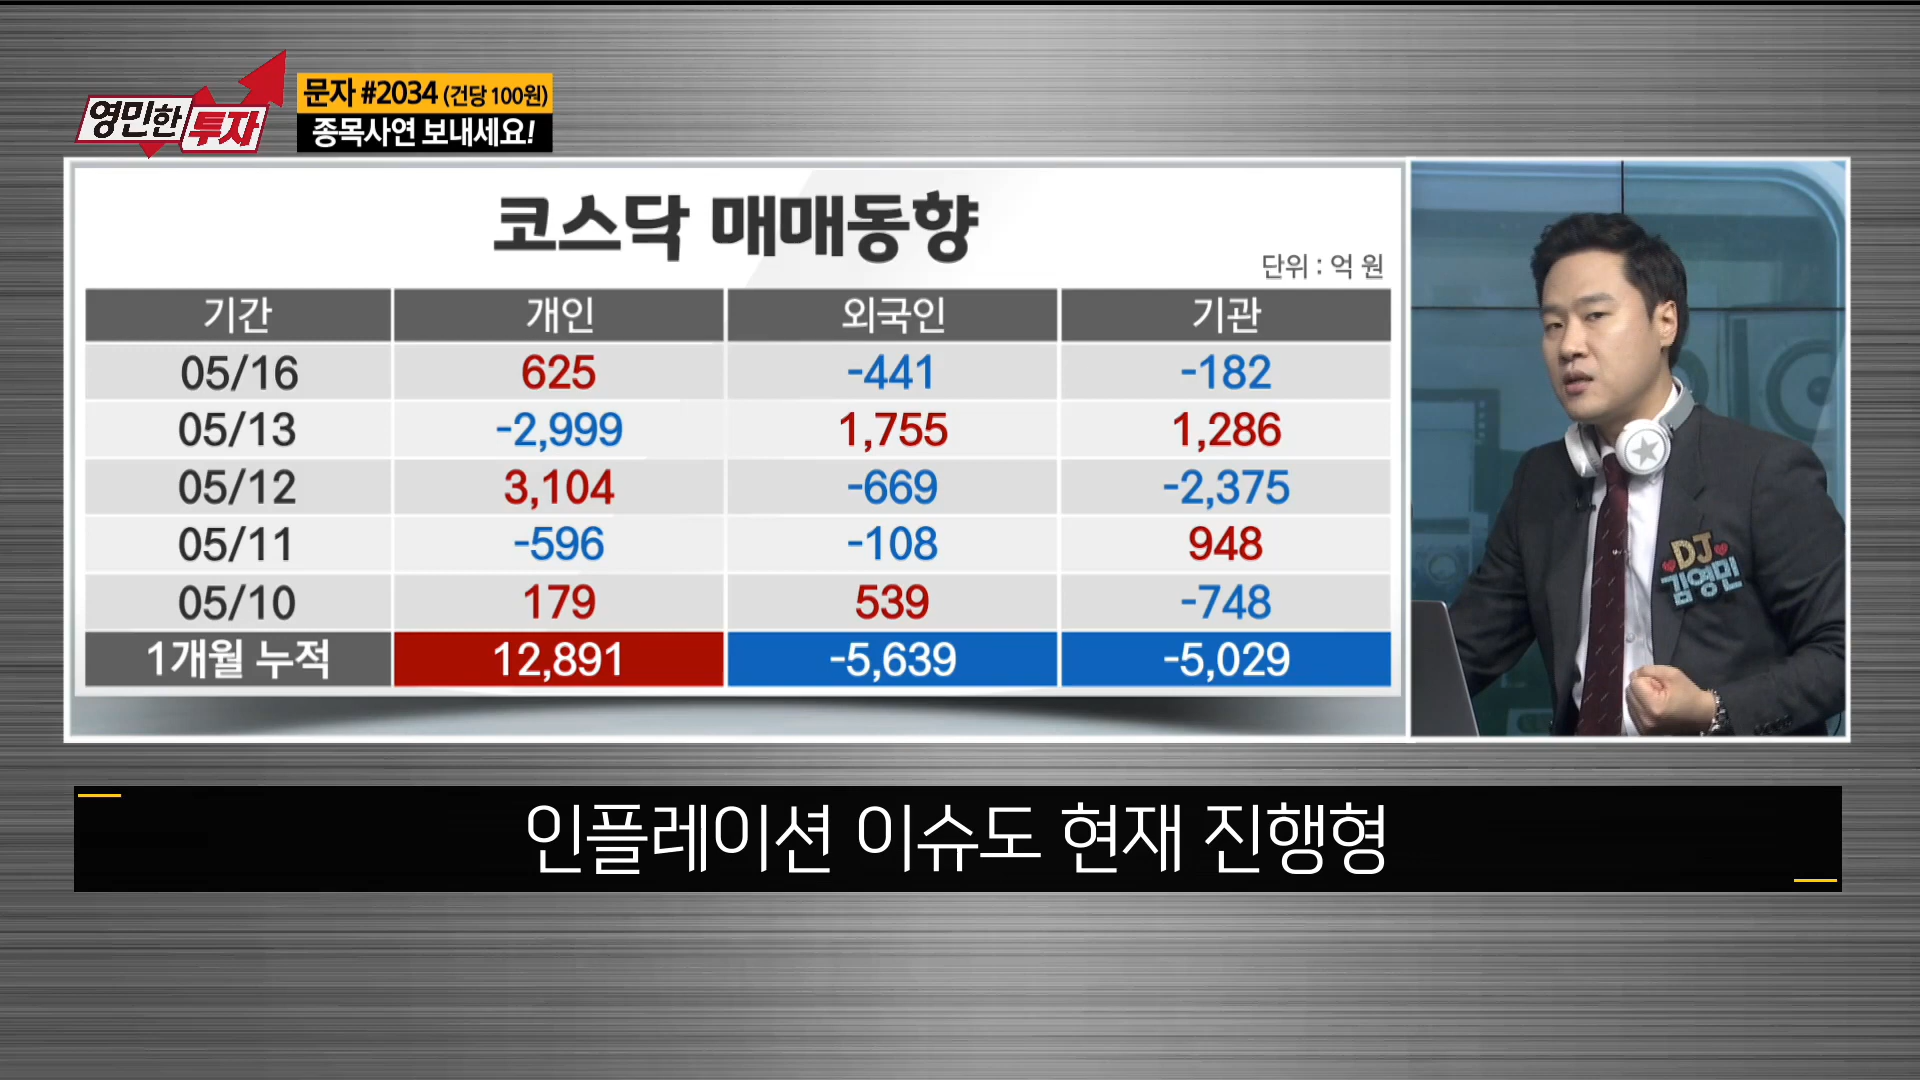 영민한 투자
문자 #2034 (건당 100원)
종목사연 보내세요!
코스닥 매매동향
단위 : 억 원
기간 개인 외국인 기관
05/16 625 -441 -182
05/13 -2,999 1,755 1,286
05/12 3,104 -669 -2,375
05/11 -596 -108 948
05/10 179 539 -748
1개월 누적 12,891 -5,639 -5,029
DJ
김영민
인플레이션 이슈도 현재 진행형